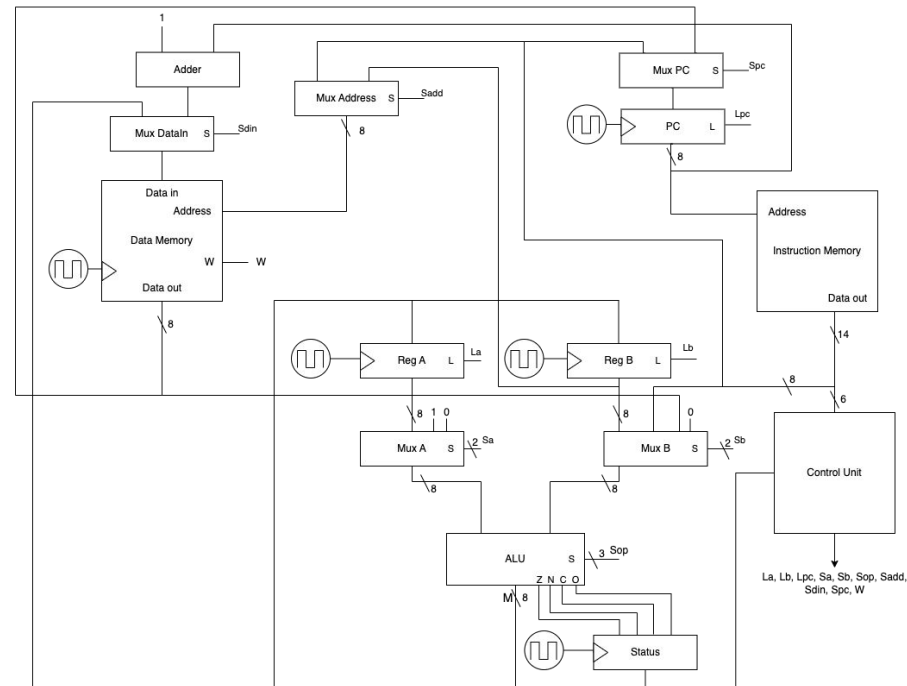 1
Adder
Mux Address S Sadd
8
Mux PC S Spc
PC L Lpc
8
Mux DataIn S Sdin
Data in
Address
Data Memory
W W
Data out
8
Address
Instruction Memory
Data out
14
8
6
Reg A L La
Reg B L Lb
8 1 0
8 0
Mux A S 2 Sa
Mux B S 2 Sb
8
8
Control Unit
ALU S 3 Sop
Z N C O
M 8
Status
La, Lb, Lpc, Sa, Sb, Sop, Sadd,
Sdin, Spc, W